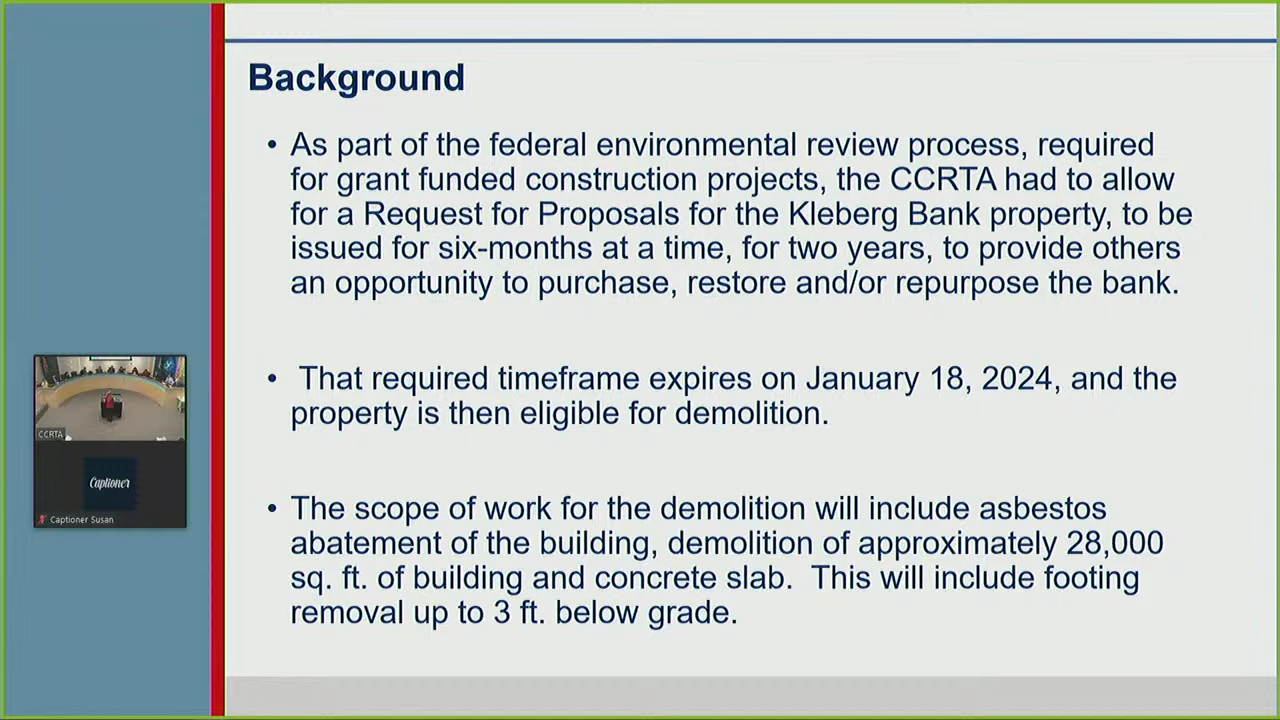 Background
• As part of the federal environmental review process, required
for grant funded construction projects, the CCRTA had to allow
for a Request for Proposals for the Kleberg Bank property, to be
issued for six-months at a time, for two years, to provide others
an opportunity to purchase, restore and/or repurpose the bank.
• That required timeframe expires on January 18, 2024, and the
property is then eligible for demolition.
• The scope of work for the demolition will include asbestos
abatement of the building, demolition of approximately 28,000
sq. ft. of building and concrete slab. This will include footing
removal up to 3 ft. below grade.
CCRTA
Captioner
Captioner Susan